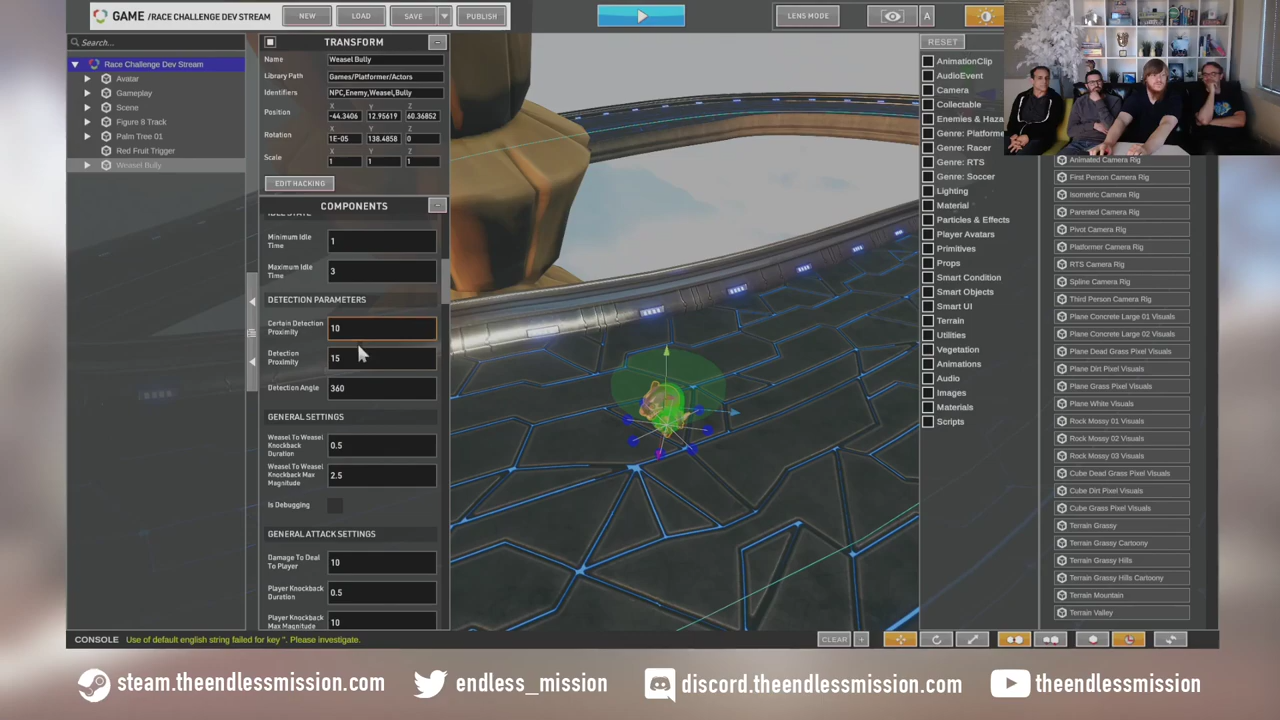 GAME /RACE CHALLENGE DEV STREAM
NEW
LOAD
SAVE
PUBLISH
LENS MODE
A
Search...
Race Challenge Dev Stream
Avatar
Gameplay
Scene
Figure 8 Track
Palm Tree 01
Red Fruit Trigger
Weasel Bully
TRANSFORM
Name
Weasel Bully
Library Path
Games/Platformer/Actors
Identifiers
NPC,Enemy,Weasel,Bully
X Y Z
Position
-44.3406 12.95619 60.36852
X Y Z
Rotation
1E-05 138.4858 0
X Y Z
Scale
1 1 1
EDIT HACKING
COMPONENTS
IDLE STATE
Minimum Idle
Time
1
Maximum Idle
Time
3
DETECTION PARAMETERS
Certain Detection
Proximity
10
Detection
Proximity
15
Detection Angle
360
GENERAL SETTINGS
Weasel To Weasel
Knockback
Duration
0.5
Weasel To Weasel
Knockback Max
Magnitude
2.5
Is Debugging
GENERAL ATTACK SETTINGS
Damage To Deal
To Player
10
Player Knockback
Duration
0.5
Player Knockback
Max Magnitude
10
RESET
AnimationClip
AudioEvent
Camera
Collectable
Enemies & Haza
Genre: Platforme
Genre: Racer
Genre: RTS
Genre: Soccer
Lighting
Material
Particles & Effects
Player Avatars
Primitives
Props
Smart Condition
Smart Objects
Smart UI
Terrain
Utilities
Vegetation
Animations
Audio
Images
Materials
Scripts
Animated Camera Rig
First Person Camera Rig
Isometric Camera Rig
Parented Camera Rig
Pivot Camera Rig
Platformer Camera Rig
RTS Camera Rig
Spline Camera Rig
Third Person Camera Rig
Plane Concrete Large 01 Visuals
Plane Concrete Large 02 Visuals
Plane Dead Grass Pixel Visuals
Plane Dirt Pixel Visuals
Plane Grass Pixel Visuals
Plane White Visuals
Rock Mossy 01 Visuals
Rock Mossy 02 Visuals
Rock Mossy 03 Visuals
Cube Dead Grass Pixel Visuals
Cube Dirt Pixel Visuals
Cube Grass Pixel Visuals
Terrain Grassy
Terrain Grassy Cartoony
Terrain Grassy Hills
Terrain Grassy Hills Cartoony
Terrain Mountain
Terrain Valley
CONSOLE Use of default english string failed for key ''. Please investigate.
CLEAR +
steam.theendlessmission.com
endless_mission
discord.theendlessmission.com
theendlessmission